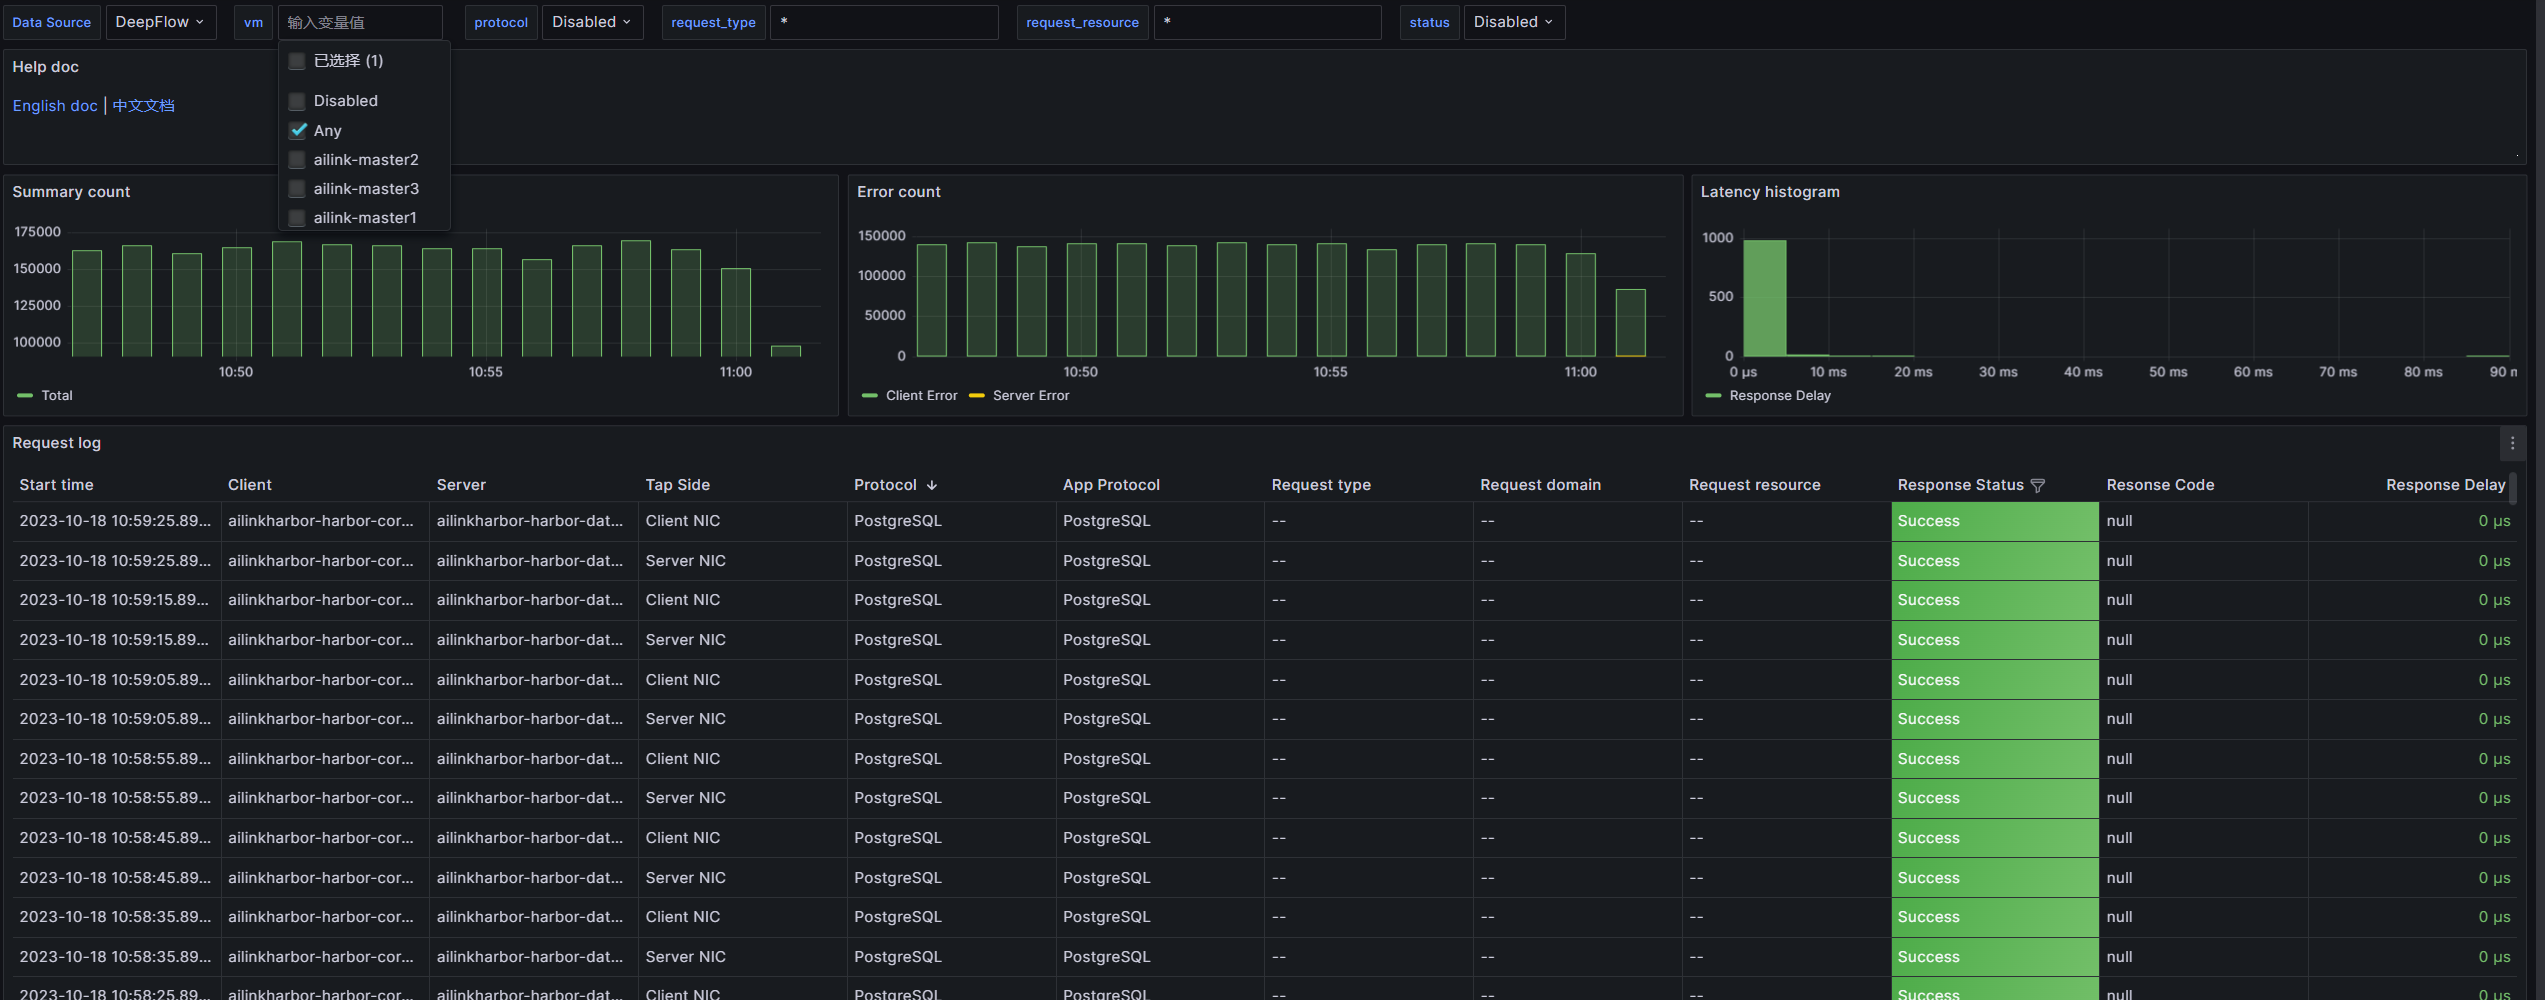 Data Source DeepFlow vm 输入变量值 protocol Disabled request_type * request_resource * status Disabled
已选择 (1)
Disabled
Any
ailink-master2
ailink-master3
ailink-master1
Help doc
English doc | 中文文档
Summary count
175000
150000
125000
100000
10:50 10:55 11:00
Total
Error count
150000
100000
50000
0
10:50 10:55 11:00
Client Error Server Error
Latency histogram
1000
500
0
0 µs 10 ms 20 ms 30 ms 40 ms 50 ms 60 ms 70 ms 80 ms 90 m
Response Delay
Request log
Start time Client Server Tap Side Protocol App Protocol Request type Request domain Request resource Response Status Resonse Code Response Delay
2023-10-18 10:59:25.89... ailinkharbor-harbor-cor... ailinkharbor-harbor-dat... Client NIC PostgreSQL PostgreSQL -- -- -- Success null 0 µs
2023-10-18 10:59:25.89... ailinkharbor-harbor-cor... ailinkharbor-harbor-dat... Server NIC PostgreSQL PostgreSQL -- -- -- Success null 0 µs
2023-10-18 10:59:15.89... ailinkharbor-harbor-cor... ailinkharbor-harbor-dat... Client NIC PostgreSQL PostgreSQL -- -- -- Success null 0 µs
2023-10-18 10:59:15.89... ailinkharbor-harbor-cor... ailinkharbor-harbor-dat... Server NIC PostgreSQL PostgreSQL -- -- -- Success null 0 µs
2023-10-18 10:59:05.89... ailinkharbor-harbor-cor... ailinkharbor-harbor-dat... Client NIC PostgreSQL PostgreSQL -- -- -- Success null 0 µs
2023-10-18 10:59:05.89... ailinkharbor-harbor-cor... ailinkharbor-harbor-dat... Server NIC PostgreSQL PostgreSQL -- -- -- Success null 0 µs
2023-10-18 10:58:55.89... ailinkharbor-harbor-cor... ailinkharbor-harbor-dat... Client NIC PostgreSQL PostgreSQL -- -- -- Success null 0 µs
2023-10-18 10:58:55.89... ailinkharbor-harbor-cor... ailinkharbor-harbor-dat... Server NIC PostgreSQL PostgreSQL -- -- -- Success null 0 µs
2023-10-18 10:58:45.89... ailinkharbor-harbor-cor... ailinkharbor-harbor-dat... Client NIC PostgreSQL PostgreSQL -- -- -- Success null 0 µs
2023-10-18 10:58:45.89... ailinkharbor-harbor-cor... ailinkharbor-harbor-dat... Server NIC PostgreSQL PostgreSQL -- -- -- Success null 0 µs
2023-10-18 10:58:35.89... ailinkharbor-harbor-cor... ailinkharbor-harbor-dat... Client NIC PostgreSQL PostgreSQL -- -- -- Success null 0 µs
2023-10-18 10:58:35.89... ailinkharbor-harbor-cor... ailinkharbor-harbor-dat... Server NIC PostgreSQL PostgreSQL -- -- -- Success null 0 µs
2023-10-18 10:58:25.89... ailinkharbor-harbor-cor... ailinkharbor-harbor-dat... Client NIC PostgreSQL PostgreSQL -- -- -- Success null 0 µs